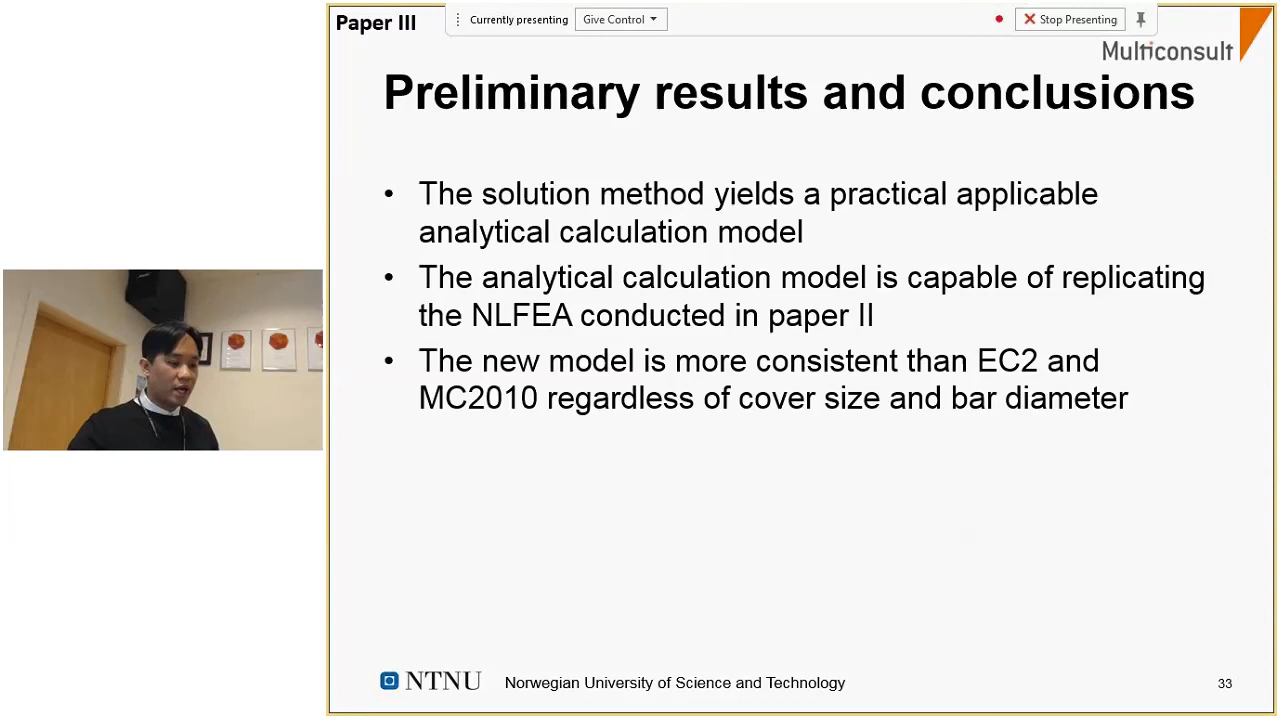 Paper III
Currently presenting
Give Control
Stop Presenting
Multiconsult
Preliminary results and conclusions
• The solution method yields a practical applicable
analytical calculation model
• The analytical calculation model is capable of replicating
the NLFEA conducted in paper II
• The new model is more consistent than EC2 and
MC2010 regardless of cover size and bar diameter
NTNU
Norwegian University of Science and Technology
33